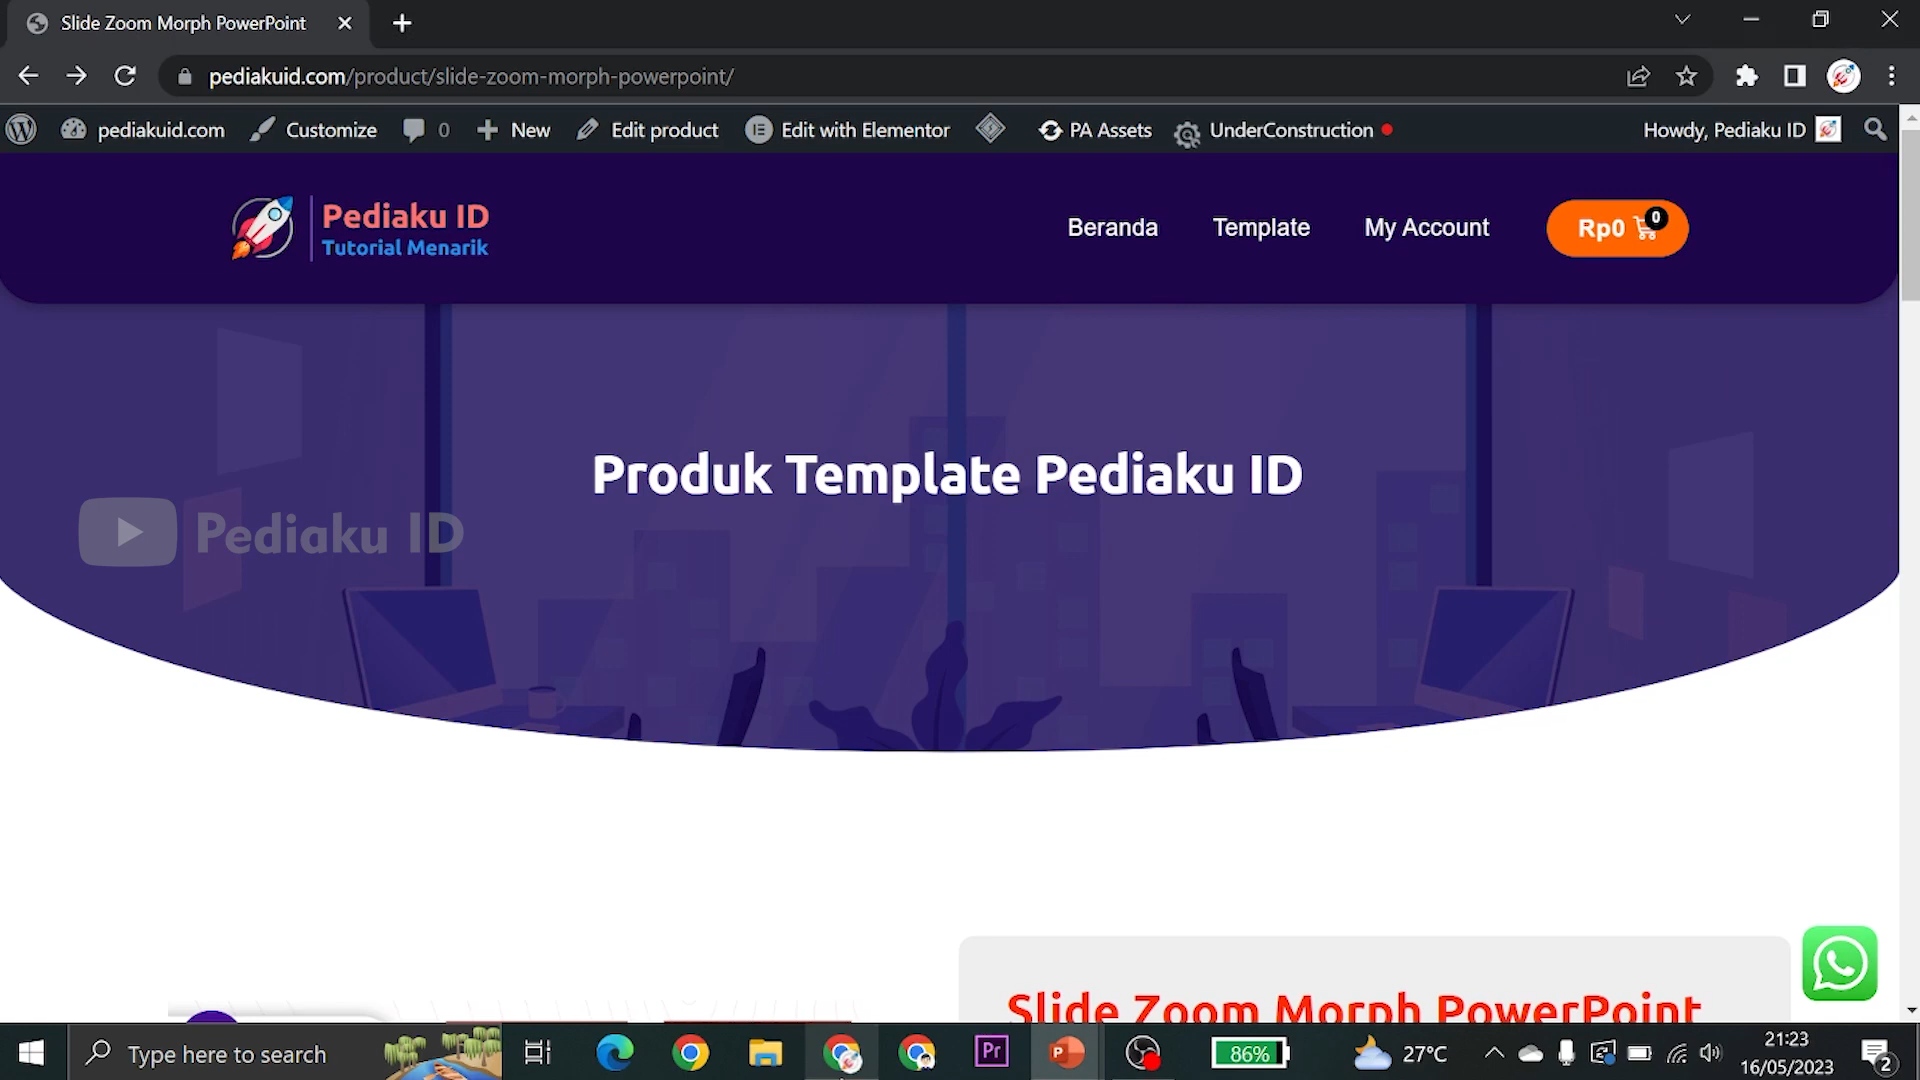 Slide Zoom Morph PowerPoint
pediakuid.com/product/slide-zoom-morph-powerpoint/
pediakuid.com Customize 0 New Edit product Edit with Elementor PA Assets UnderConstruction Howdy, Pediaku ID
Pediaku ID
Tutorial Menarik
Beranda Template My Account Rp0 0
Produk Template Pediaku ID
Pediaku ID
Slide Zoom Morph PowerPoint
Type here to search
Pr
P
86%
27°C
21:23
16/05/2023
2